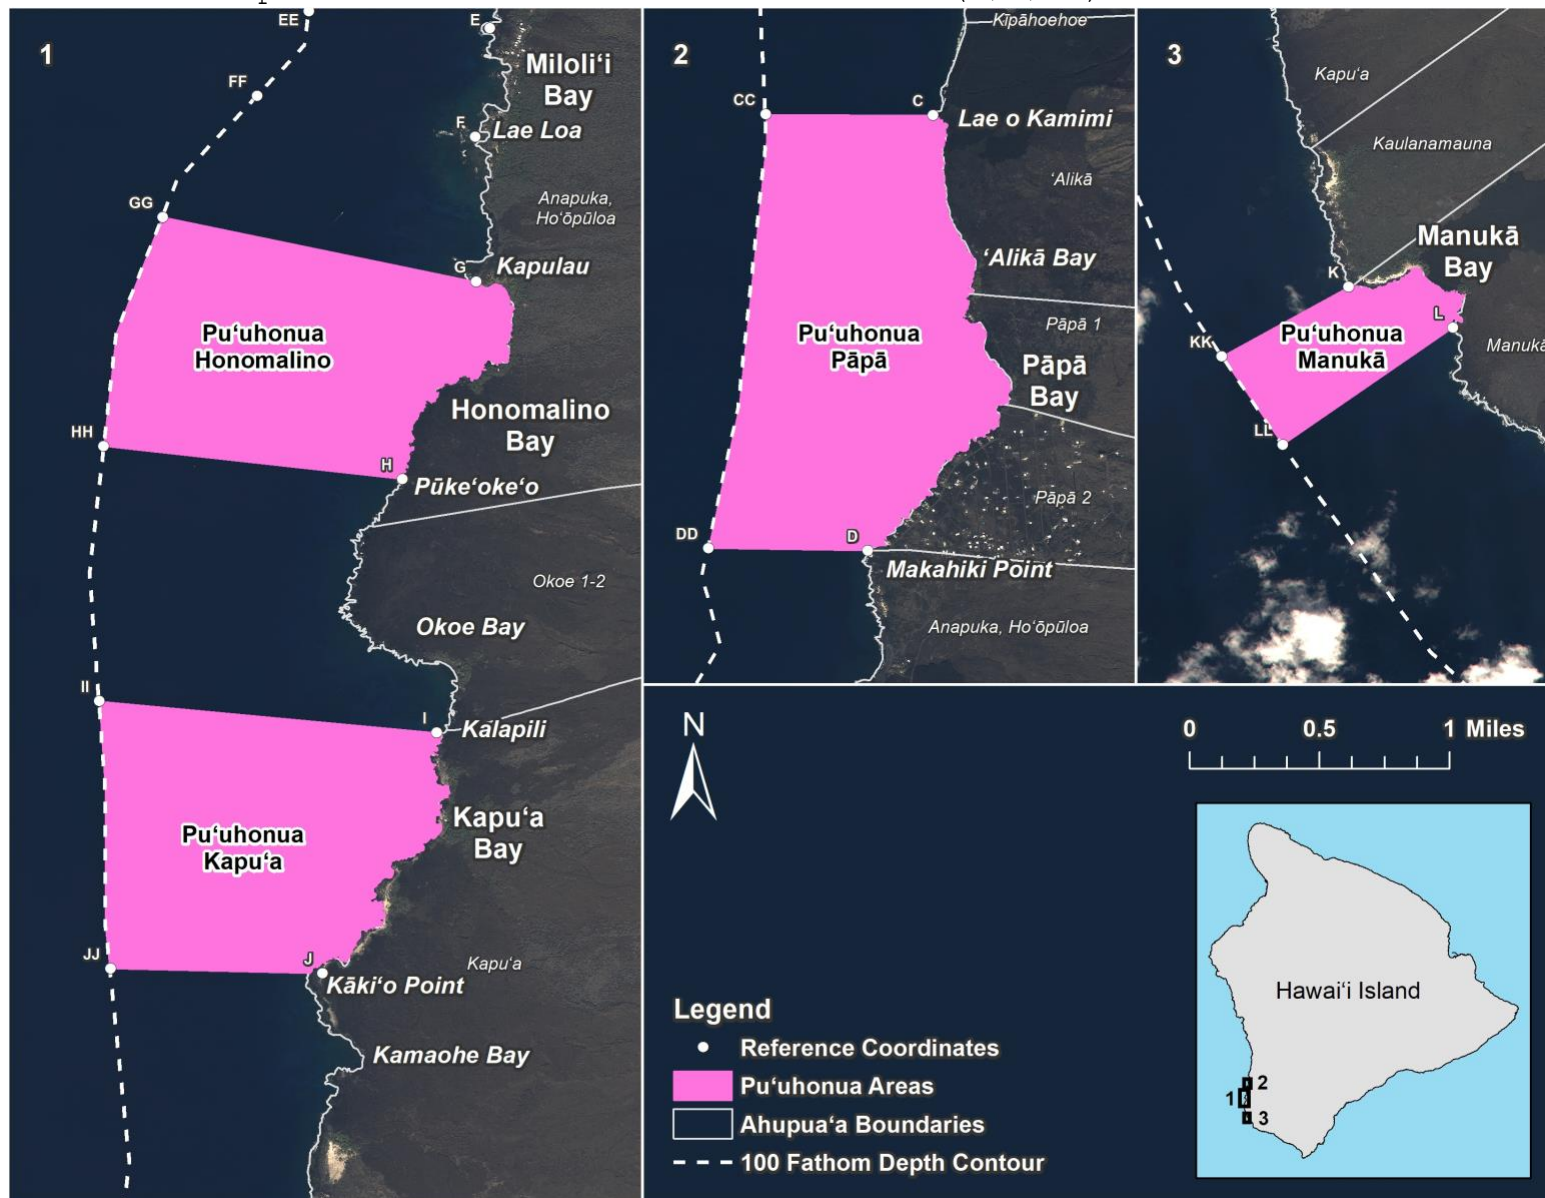 1
EE
E
Miloli‘i
Bay
FF
F
Lae Loa
Anapuka,
Ho‘ōpūloa
GG
G
Kapulau
Pu‘uhonua
Honomalino
HH
Honomalino
Bay
H
Pūke‘oke‘o
Okoe 1-2
Okoe Bay
II
I
Kalapili
Kapu‘a
Bay
Pu‘uhonua
Kapu‘a
JJ
J
Kapu‘a
Kāki‘o Point
Kamaohe Bay
2
Kīpāhoehoe
CC
C
Lae o Kamimi
‘Alikā
‘Alikā Bay
Pāpā 1
Pu‘uhonua
Pāpā
Pāpā
Bay
Pāpā 2
DD
D
Makahiki Point
Anapuka, Ho‘ōpūloa
3
Kapu‘a
Kaulanamauna
Manukā
Bay
K
L
KK
Pu‘uhonua
Manukā
Manukā
LL
N
0 0.5 1 Miles
Legend
Reference Coordinates
Pu‘uhonua Areas
Ahupua‘a Boundaries
100 Fathom Depth Contour
Hawai‘i Island
2
1
3